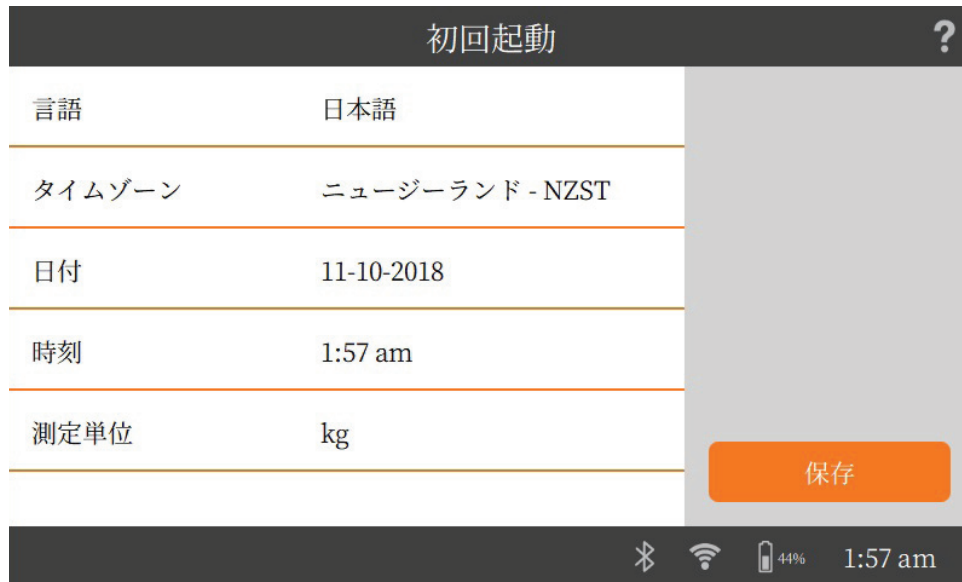 初回起動 ?
言語 日本語
タイムゾーン ニュージーランド - NZST
日付 11-10-2018
時刻 1:57 am
測定単位 kg
保存
44% 1:57 am